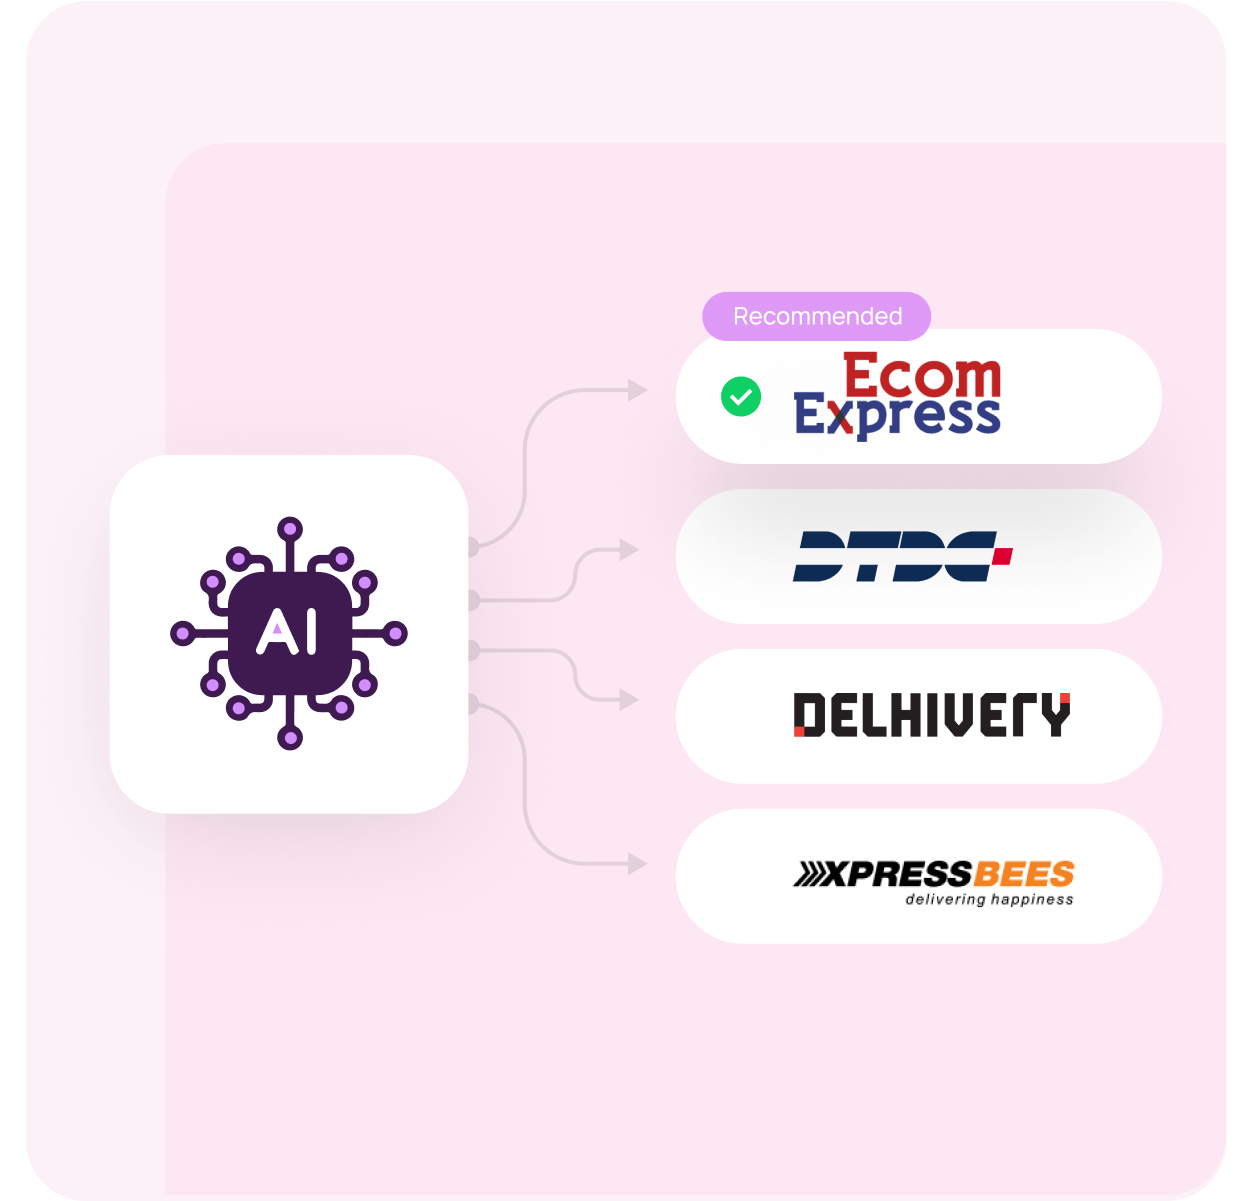 Recommended
Ecom
Express
AI
DTDC
DELHIVERY
XPRESSBEES
delivering happiness